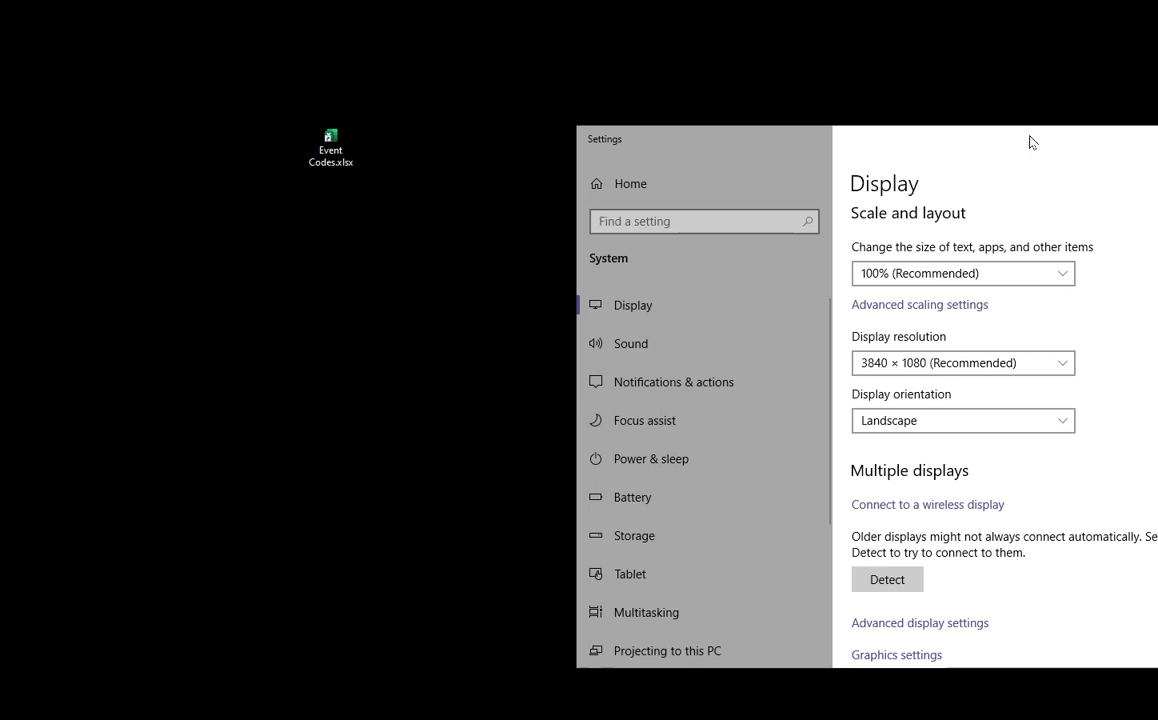 Event
Codes.xlsx
Settings
Home
Find a setting
System
Display
Sound
Notifications & actions
Focus assist
Power & sleep
Battery
Storage
Tablet
Multitasking
Projecting to this PC
Display
Scale and layout
Change the size of text, apps, and other items
100% (Recommended)
Advanced scaling settings
Display resolution
3840 × 1080 (Recommended)
Display orientation
Landscape
Multiple displays
Connect to a wireless display
Older displays might not always connect automatically. Se
Detect to try to connect to them.
Detect
Advanced display settings
Graphics settings